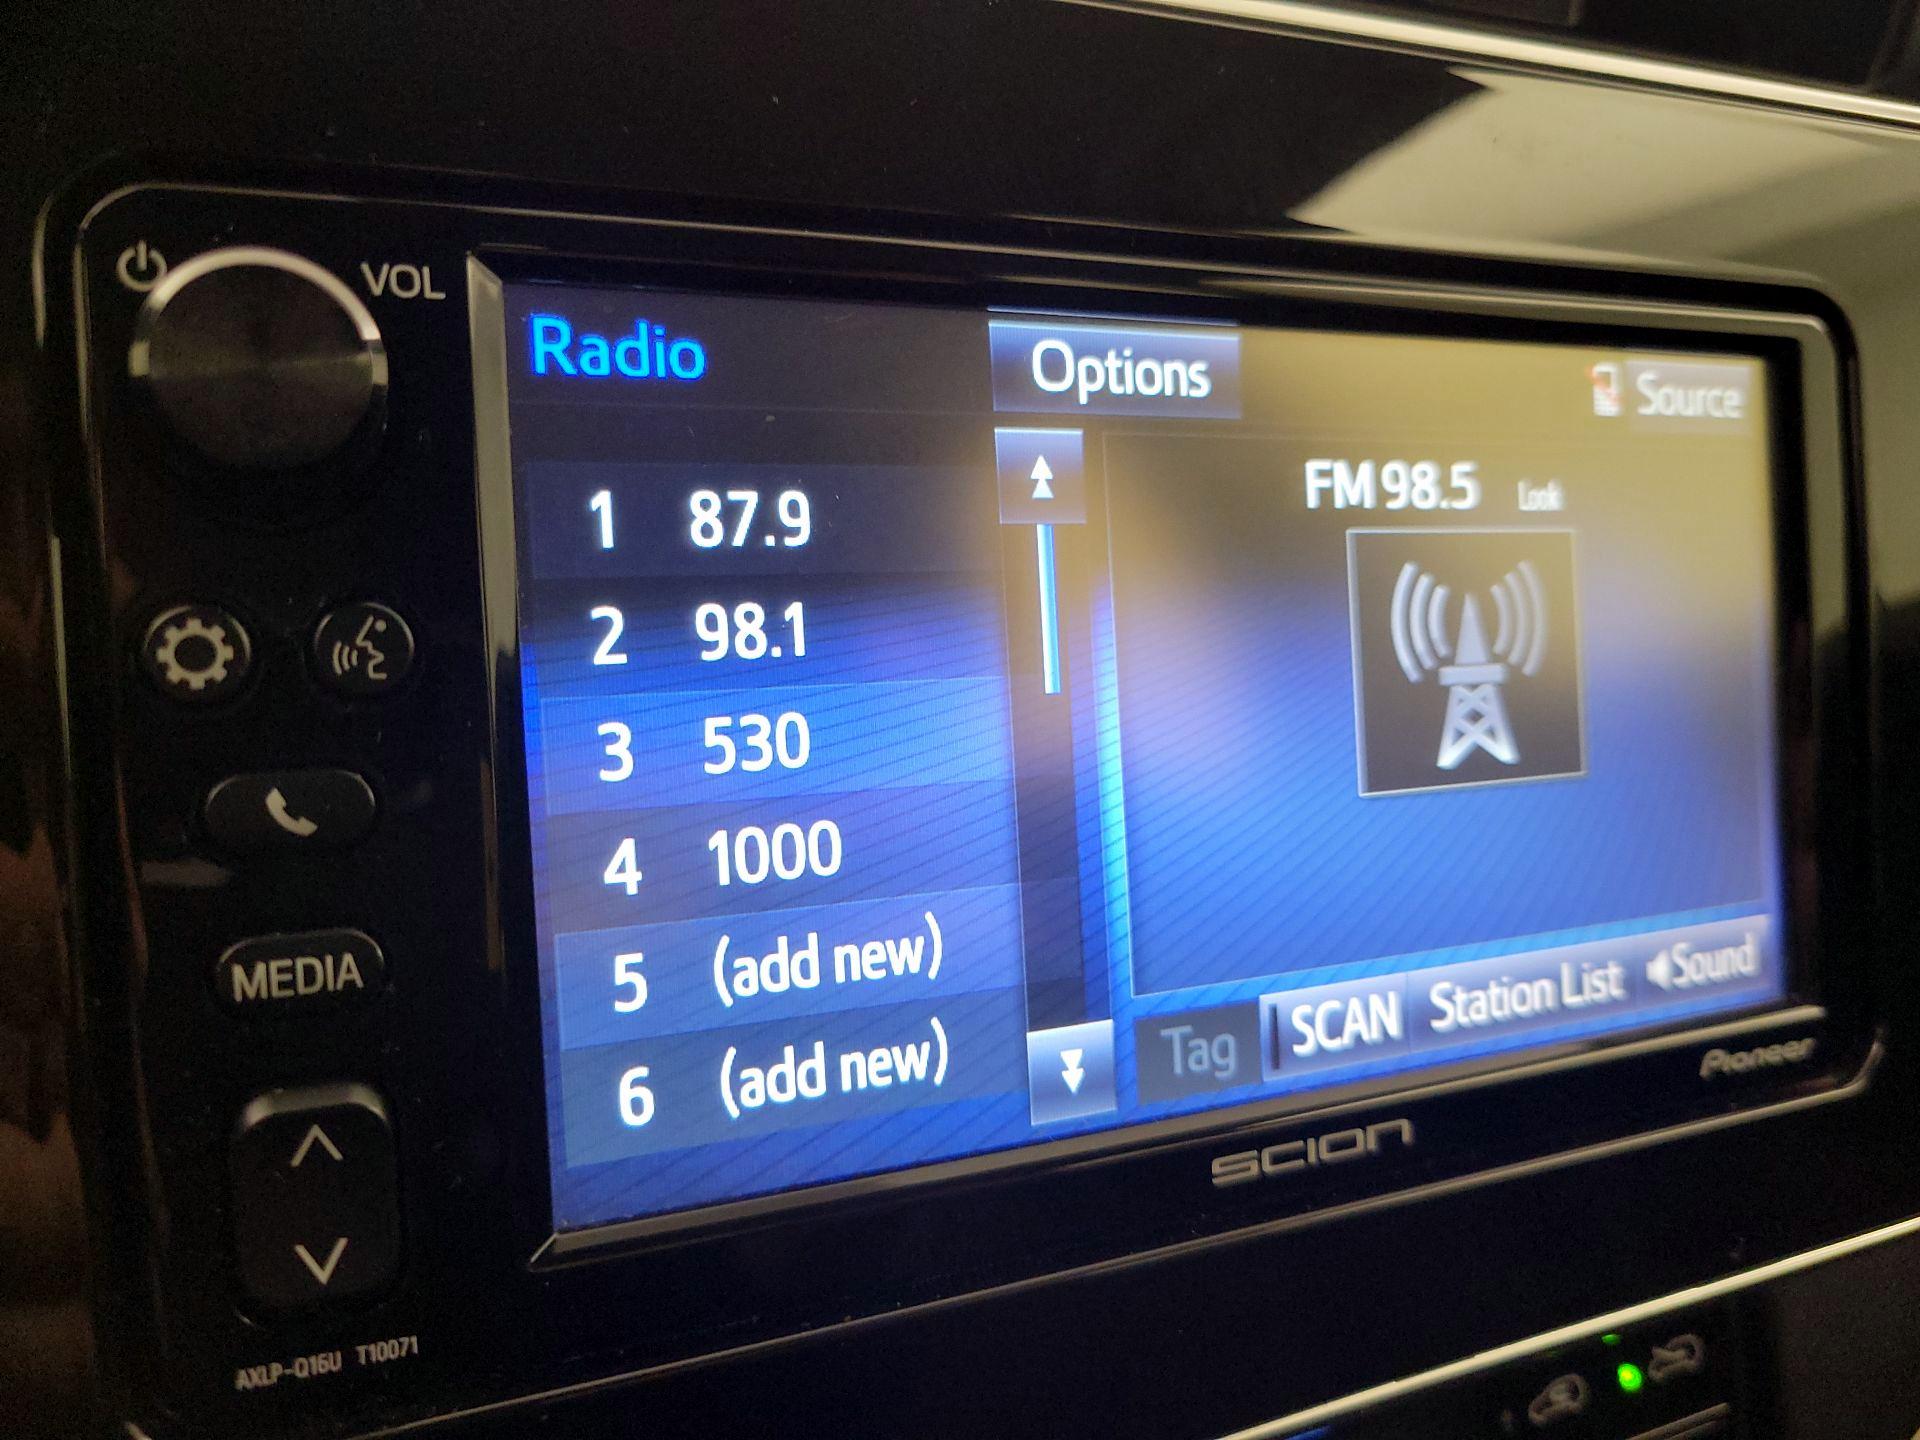 VOL
Radio
Options
Source
1 87.9
2 98.1
3 530
4 1000
5 (add new)
6 (add new)
FM 98.5 Look
Tag
SCAN
Station List
Sound
Pioneer
SCION
MEDIA
AXLP-016U T10071